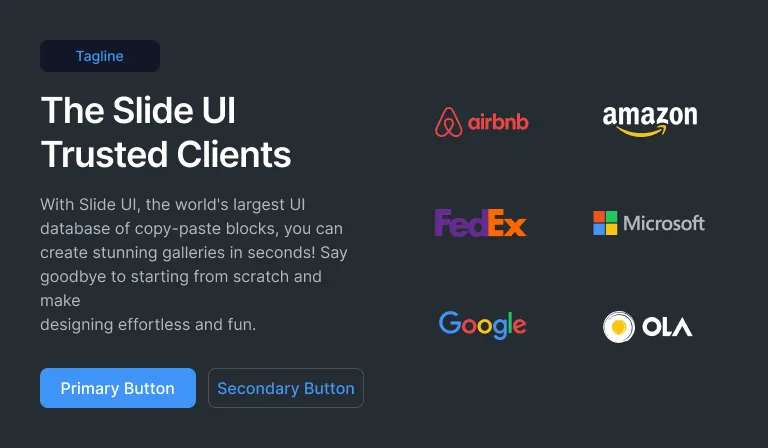 Tagline
The Slide UI
Trusted Clients
With Slide UI, the world's largest UI
database of copy-paste blocks, you can
create stunning galleries in seconds! Say
goodbye to starting from scratch and
make
designing effortless and fun.
Primary Button
Secondary Button
airbnb
amazon
FedEx
Microsoft
Google
OLA